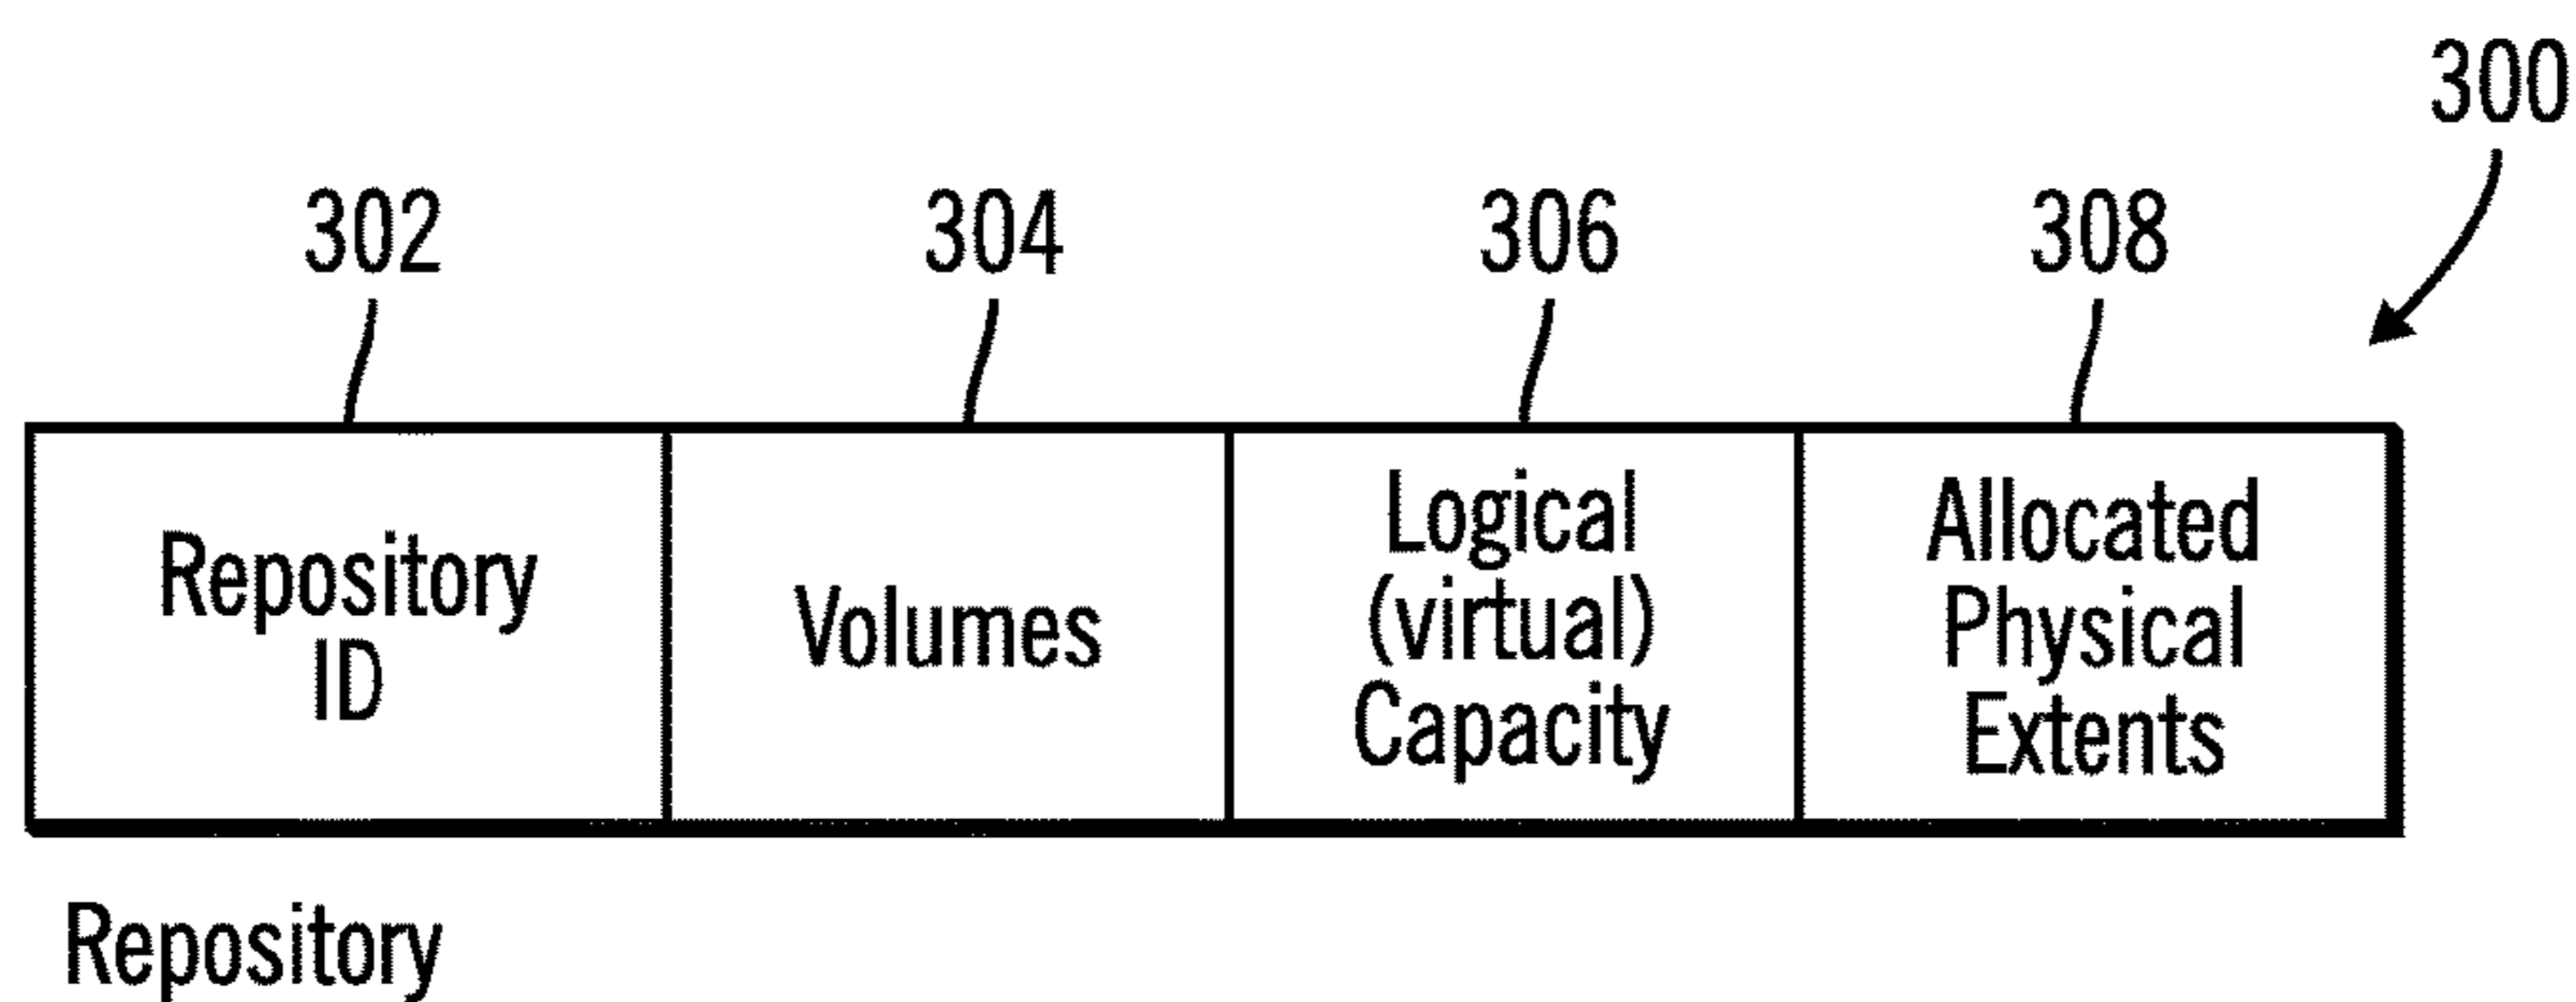 300
302
304
306
308
Repository
ID
Volumes
Logical
(virtual)
Capacity
Allocated
Physical
Extents
Repository